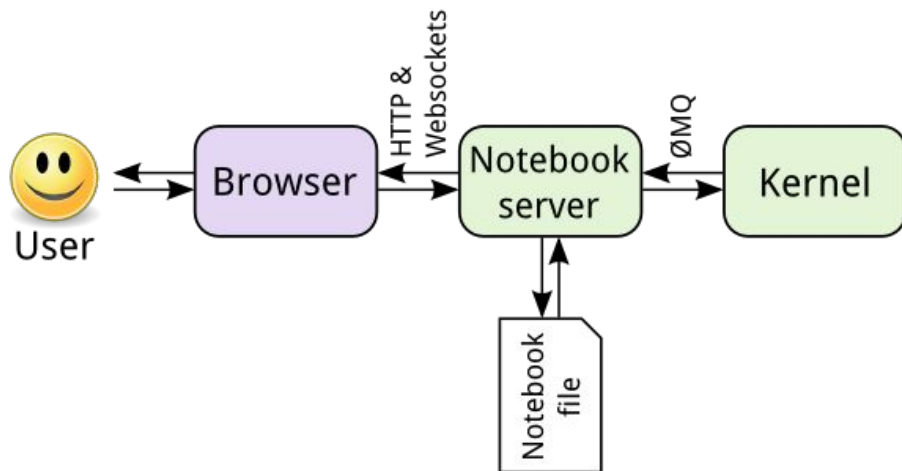 User
Browser
HTTP &
Websockets
Notebook
server
ØMQ
Kernel
Notebook
file